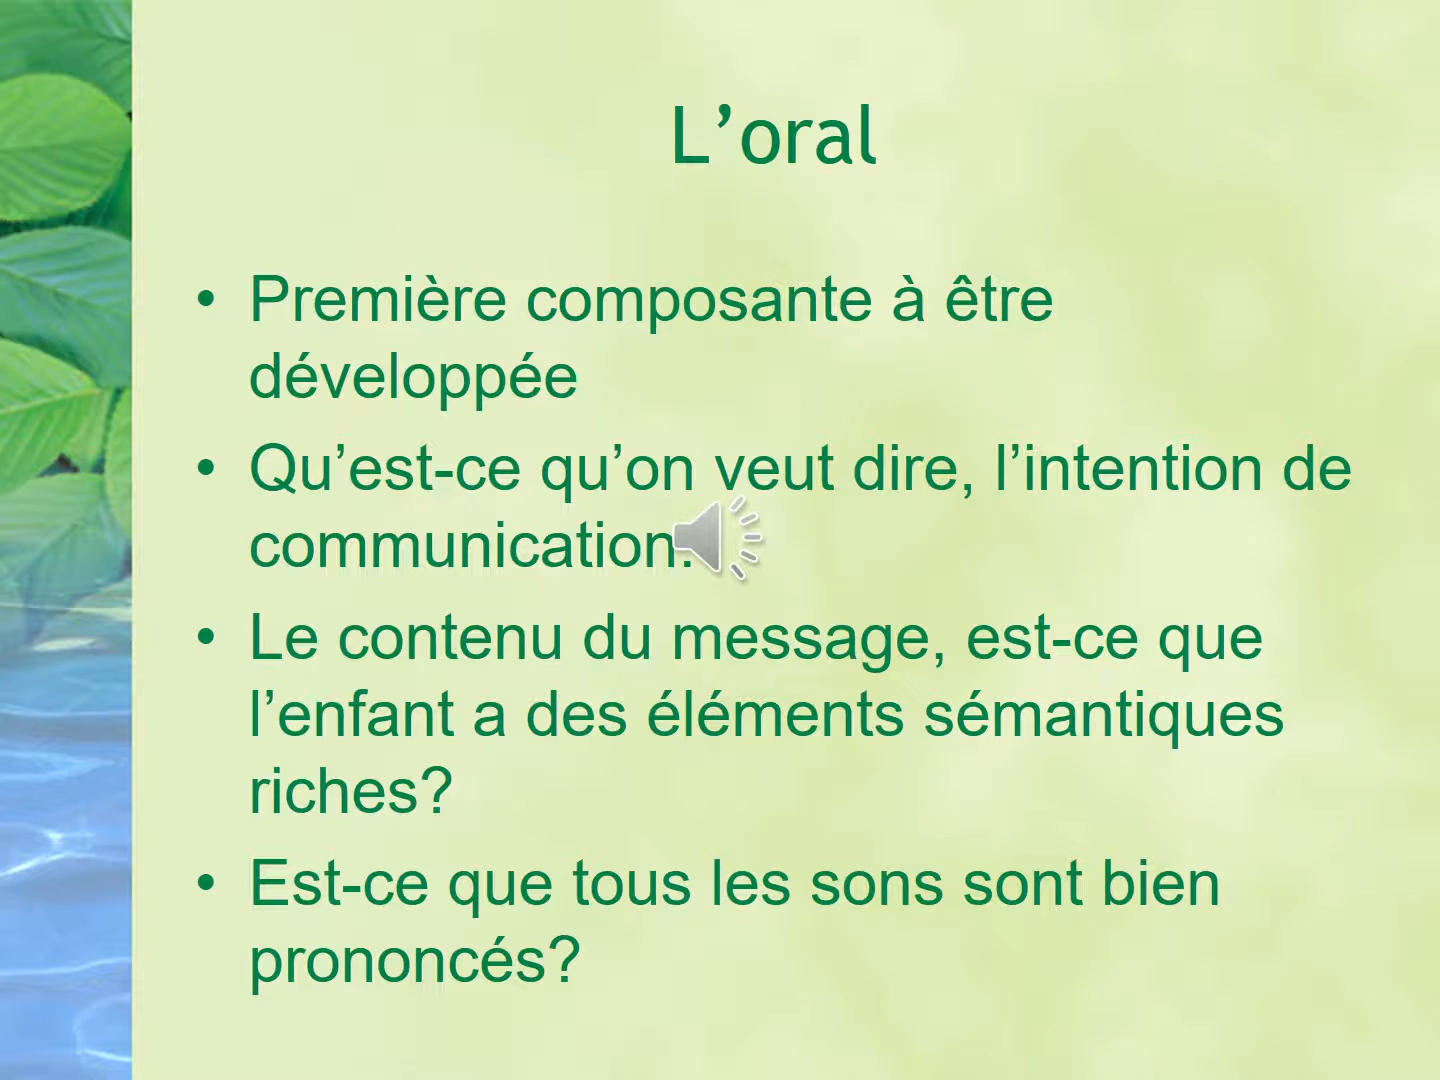 L’oral
• Première composante à être
développée
• Qu’est-ce qu’on veut dire, l’intention de
communication.
• Le contenu du message, est-ce que
l’enfant a des éléments sémantiques
riches?
• Est-ce que tous les sons sont bien
prononcés?